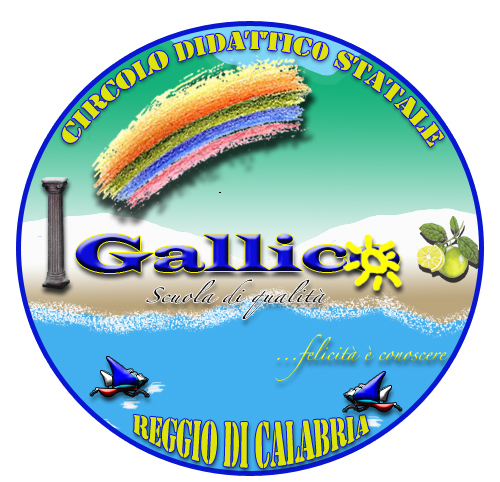 CIRCOLO DIDATTICO STATALE
Gallico
Scuola di qualità
...felicità è conoscere
REGGIO DI CALABRIA